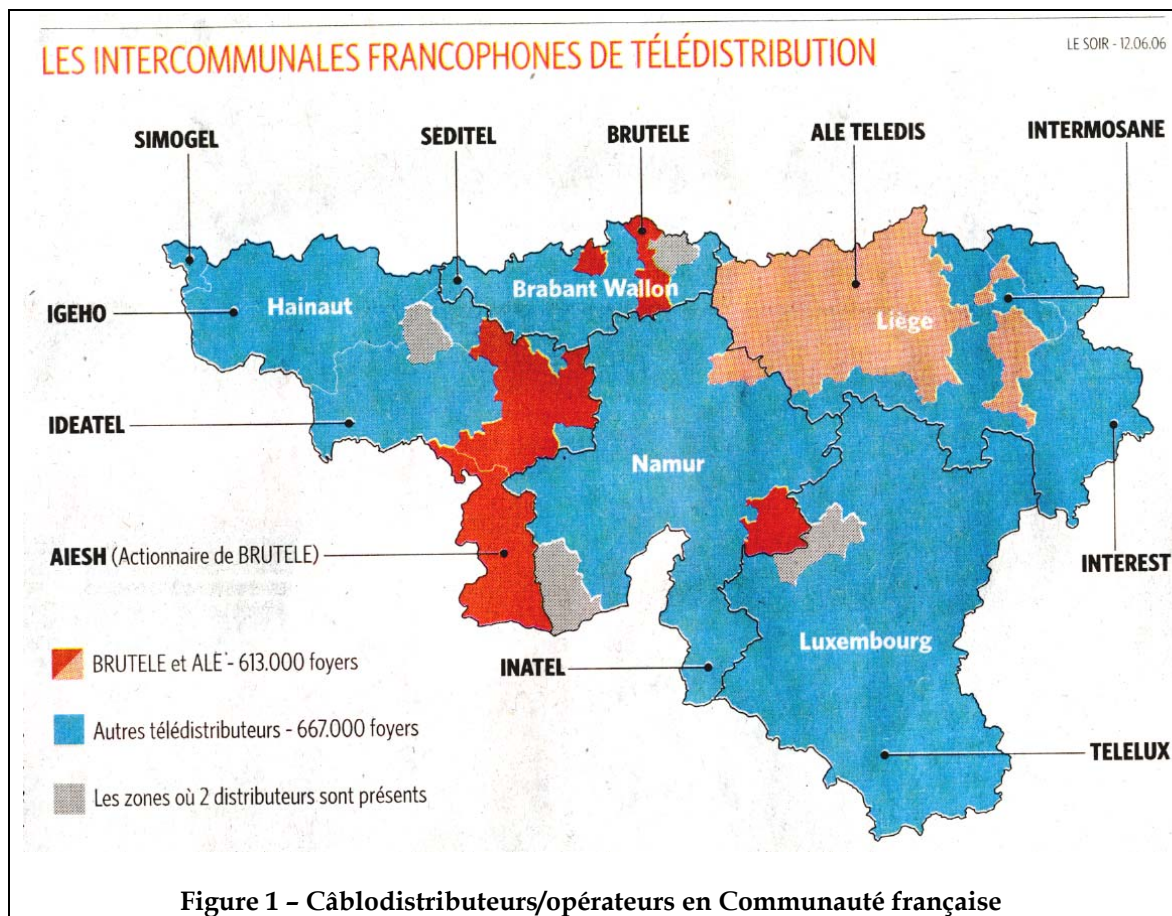 LES INTERCOMMUNALES FRANCOPHONES DE TÉLÉDISTRIBUTION
LE SOIR - 12.06.06
SIMOGEL
SEDITEL
BRUTELE
ALE TELEDIS
INTERMOSANE
IGEHO
Hainaut
Brabant Wallon
Liège
IDEATEL
Namur
AIESH (Actionnaire de BRUTELE)
INTEREST
Luxembourg
INATEL
TELELUX
BRUTELE et ALE - 613.000 foyers
Autres télédistributeurs - 667.000 foyers
Les zones où 2 distributeurs sont présents
Figure 1 – Câblodistributeurs/opérateurs en Communauté française